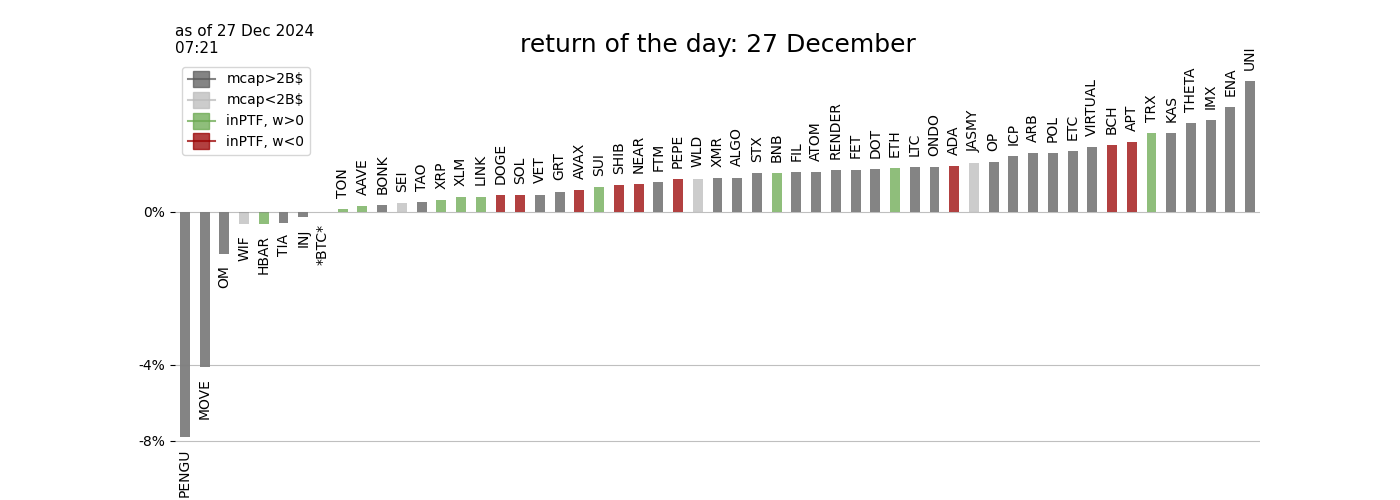 as of 27 Dec 2024
07:21
return of the day: 27 December
mcap>2B$
mcap<2B$
inPTF, w>0
inPTF, w<0
0%
-4%
-8%
PENGU
MOVE
OM
WIF
HBAR
TIA
INJ
*BTC*
TON
AAVE
BONK
SEI
TAO
XRP
XLM
LINK
DOGE
SOL
VET
GRT
AVAX
SUI
SHIB
NEAR
FTM
PEPE
WLD
XMR
ALGO
STX
BNB
FIL
ATOM
RENDER
FET
DOT
ETH
LTC
ONDO
ADA
JASMY
OP
ICP
ARB
POL
ETC
VIRTUAL
BCH
APT
TRX
KAS
THETA
IMX
ENA
UNI